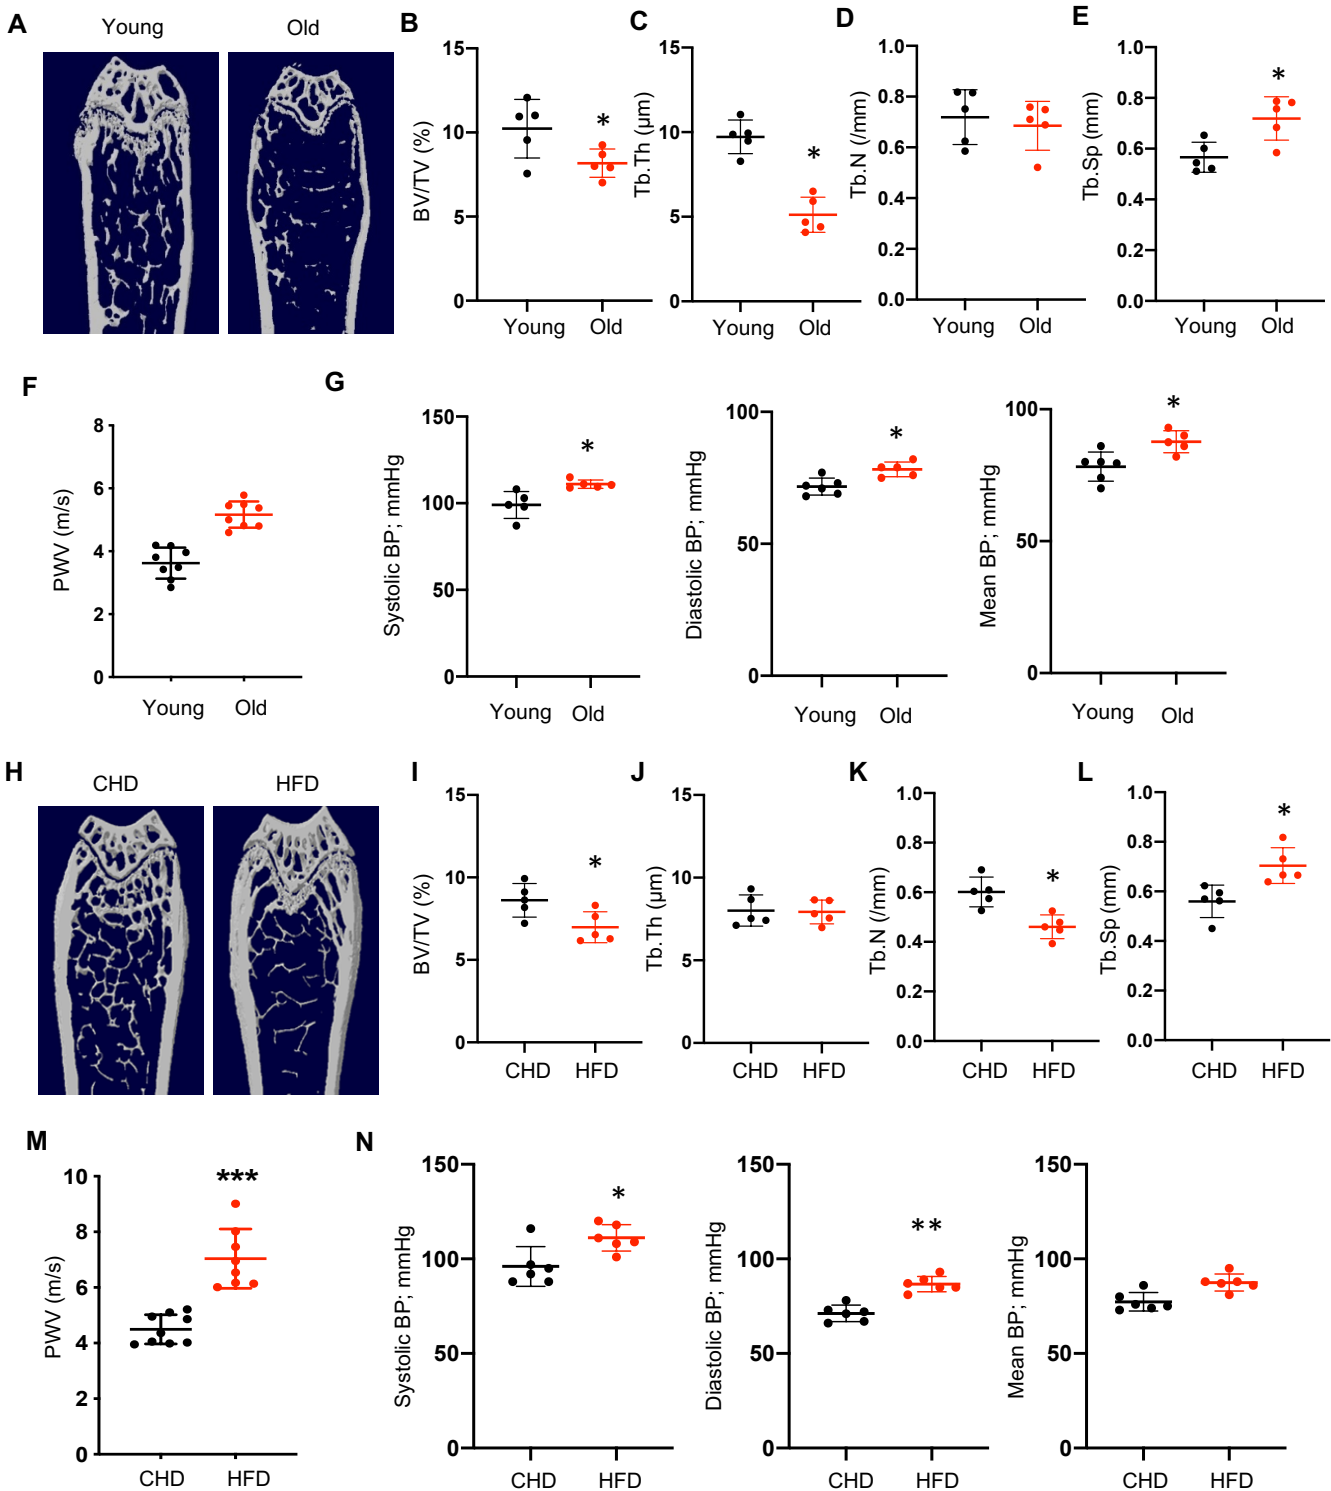 A
Young
Old
B
BV/TV (%)
15
10
5
0
*
Young
Old
C
Tb.Th (μm)
15
10
5
0
*
Young
Old
D
Tb.N (/mm)
1.0
0.8
0.6
0.4
0.2
0.0
Young
Old
E
Tb.Sp (mm)
1.0
0.8
0.6
0.4
0.2
0.0
*
Young
Old
F
PWV (m/s)
8
6
4
2
0
Young
Old
G
Systolic BP; mmHg
150
100
50
0
*
Young
Old
Diastolic BP; mmHg
100
50
0
*
Young
Old
Mean BP; mmHg
100
50
0
*
Young
Old
H
CHD
HFD
I
BV/TV (%)
15
10
5
0
*
CHD
HFD
J
Tb.Th (μm)
15
10
5
0
CHD
HFD
K
Tb.N (/mm)
1.0
0.8
0.6
0.4
0.2
0.0
*
CHD
HFD
L
Tb.Sp (mm)
1.0
0.8
0.6
0.4
0.2
0.0
*
CHD
HFD
M
PWV (m/s)
10
8
6
4
2
0
***
CHD
HFD
N
Systolic BP; mmHg
150
100
50
0
*
CHD
HFD
Diastolic BP; mmHg
150
100
50
0
**
CHD
HFD
Mean BP; mmHg
150
100
50
0
CHD
HFD